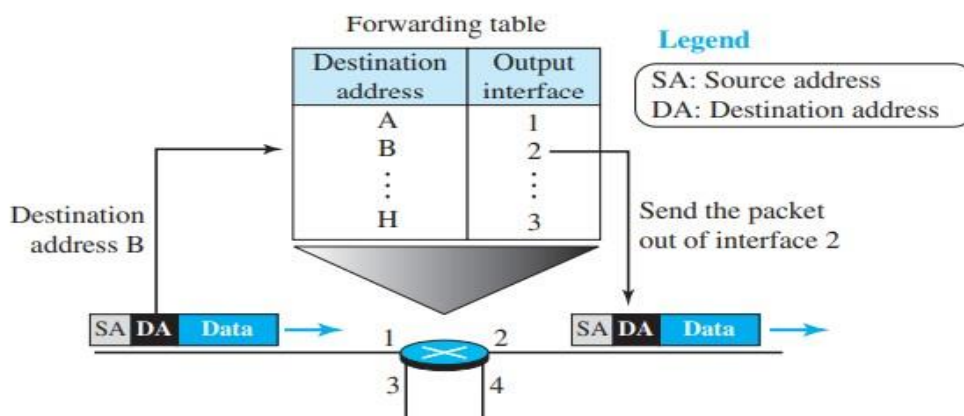 Forwarding table
Legend
SA: Source address
DA: Destination address
Destination address
Output interface
A 1
B 2
⋮ ⋮
H 3
Destination
address B
Send the packet
out of interface 2
SA DA Data
SA DA Data
1 2
3 4